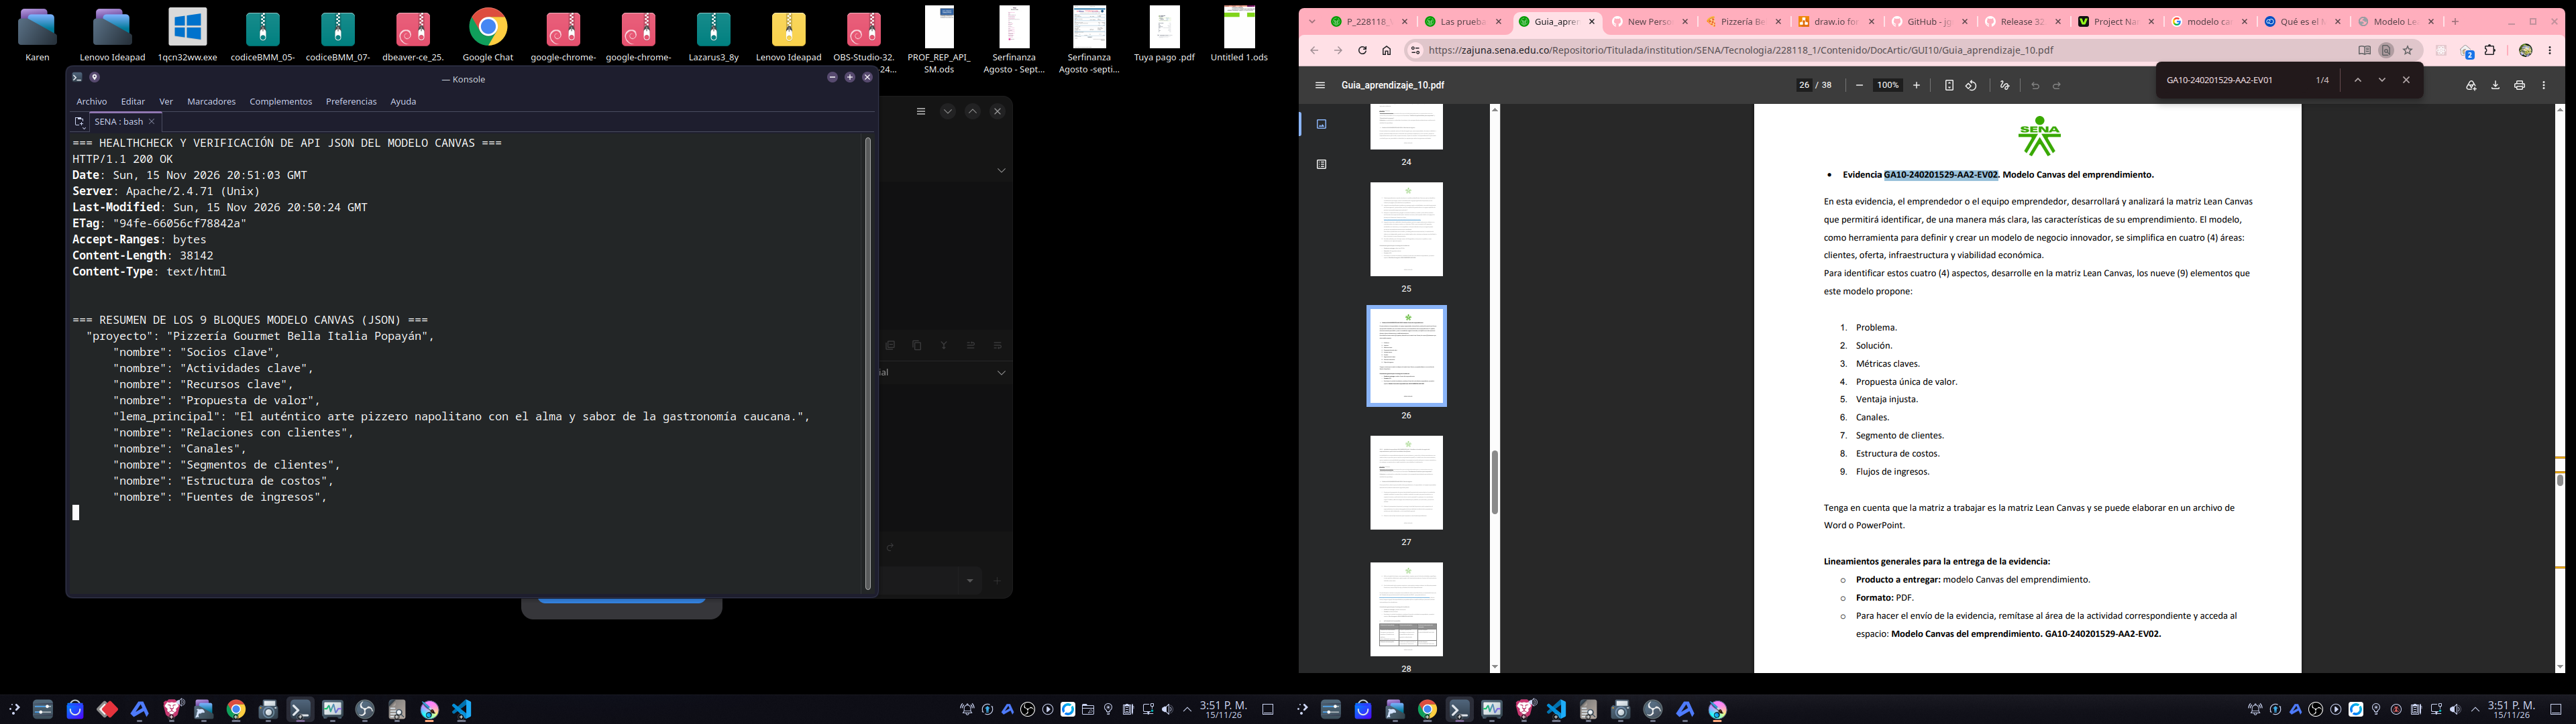 Karen
Lenovo Ideapad
1qcn32ww.exe
codiceBMM_05-
codiceBMM_07-
dbeaver-ce_25.
Google Chat
google-chrome-
google-chrome-
Lazarus3_8y
Lenovo Ideapad
OBS-Studio-32.
PROF_REP_API_
SM.ods
Serfinanza
Agosto - Sept...
Serfinanza
Agosto -septi...
Tuya pago .pdf
Untitled 1.ods
— Konsole
Archivo Editar Ver Marcadores Complementos Preferencias Ayuda
SENA : bash
=== HEALTHCHECK Y VERIFICACIÓN DE API JSON DEL MODELO CANVAS ===
HTTP/1.1 200 OK
Date: Sun, 15 Nov 2026 20:51:03 GMT
Server: Apache/2.4.71 (Unix)
Last-Modified: Sun, 15 Nov 2026 20:50:24 GMT
ETag: "94fe-66056cf78842a"
Accept-Ranges: bytes
Content-Length: 38142
Content-Type: text/html
=== RESUMEN DE LOS 9 BLOQUES MODELO CANVAS (JSON) ===
"proyecto": "Pizzería Gourmet Bella Italia Popayán",
"nombre": "Socios clave",
"nombre": "Actividades clave",
"nombre": "Recursos clave",
"nombre": "Propuesta de valor",
"lema_principal": "El auténtico arte pizzero napolitano con el alma y sabor de la gastronomía caucana.",
"nombre": "Relaciones con clientes",
"nombre": "Canales",
"nombre": "Segmentos de clientes",
"nombre": "Estructura de costos",
"nombre": "Fuentes de ingresos",
ial
3:51 P. M.
15/11/26
P_228118_
Las prueba
Guia_apren
New Perso
Pizzería Be
draw.io fo
GitHub - jg
Release 32
Project Na
modelo ca
Qué es el
Modelo Le
https://zajuna.sena.edu.co/Repositorio/Titulada/institution/SENA/Tecnologia/228118_1/Contenido/DocArtic/GUI10/Guia_aprendizaje_10.pdf
2
GA10-240201529-AA2-EV01 1/4
Guia_aprendizaje_10.pdf
26 / 38
100%
24
25
26
27
28
SENA
• Evidencia GA10-240201529-AA2-EV02. Modelo Canvas del emprendimiento.
En esta evidencia, el emprendedor o el equipo emprendedor, desarrollará y analizará la matriz Lean Canvas
que permitirá identificar, de una manera más clara, las características de su emprendimiento. El modelo,
como herramienta para definir y crear un modelo de negocio innovador, se simplifica en cuatro (4) áreas:
clientes, oferta, infraestructura y viabilidad económica.
Para identificar estos cuatro (4) aspectos, desarrolle en la matriz Lean Canvas, los nueve (9) elementos que
este modelo propone:
1. Problema.
2. Solución.
3. Métricas claves.
4. Propuesta única de valor.
5. Ventaja injusta.
6. Canales.
7. Segmento de clientes.
8. Estructura de costos.
9. Flujos de ingresos.
Tenga en cuenta que la matriz a trabajar es la matriz Lean Canvas y se puede elaborar en un archivo de
Word o PowerPoint.
Lineamientos generales para la entrega de la evidencia:
o Producto a entregar: modelo Canvas del emprendimiento.
o Formato: PDF.
o Para hacer el envío de la evidencia, remítase al área de la actividad correspondiente y acceda al
espacio: Modelo Canvas del emprendimiento. GA10-240201529-AA2-EV02.
3:51 P. M.
15/11/26